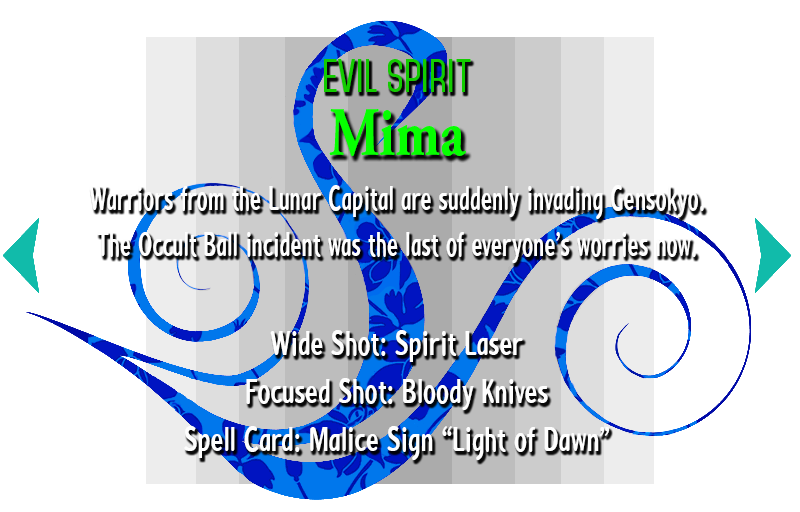 EVIL SPIRIT
Mima
Warriors from the Lunar Capital are suddenly invading Gensokyo.
The Occult Ball incident was the last of everyone's worries now.
Wide Shot: Spirit Laser
Focused Shot: Bloody Knives
Spell Card: Malice Sign “Light of Dawn”